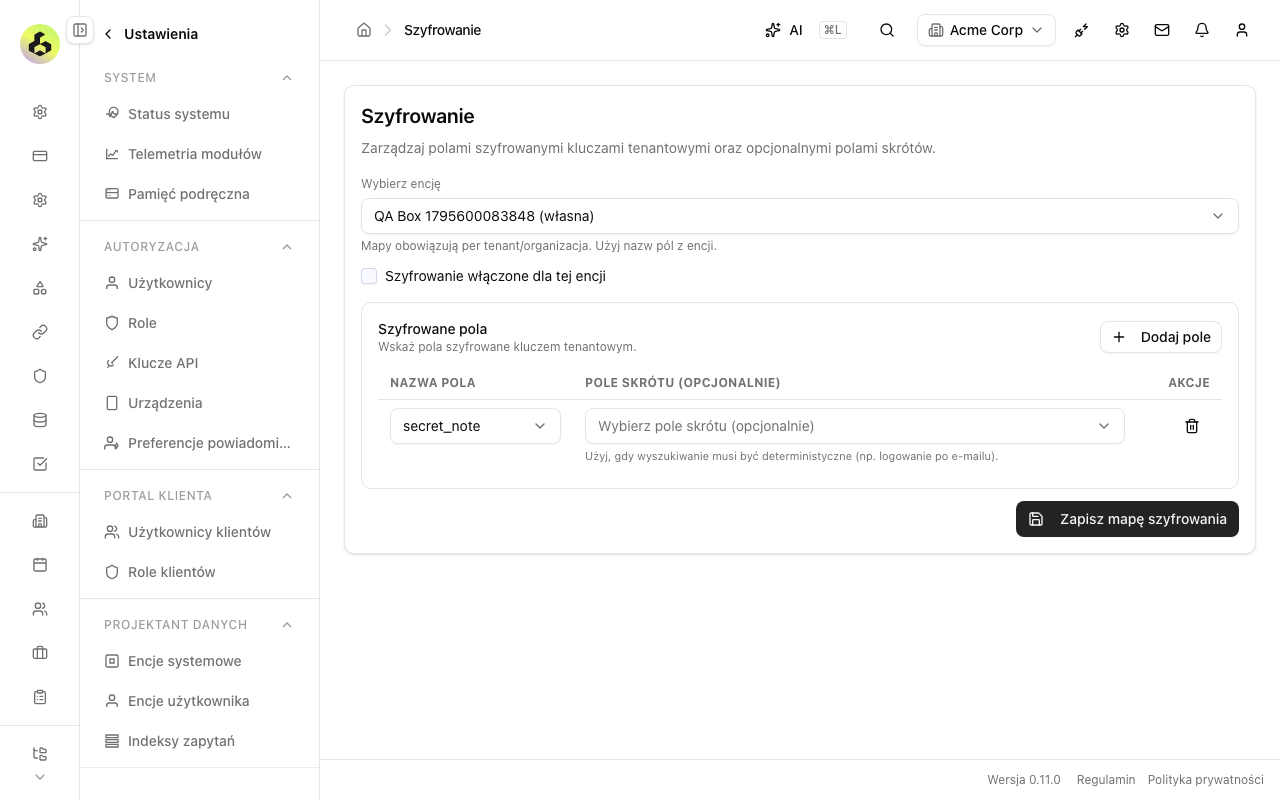 Ustawienia
SYSTEM
Status systemu
Telemetria modułów
Pamięć podręczna
AUTORYZACJA
Użytkownicy
Role
Klucze API
Urządzenia
Preferencje powiadomi...
PORTAL KLIENTA
Użytkownicy klientów
Role klientów
PROJEKTANT DANYCH
Encje systemowe
Encje użytkownika
Indeksy zapytań
Szyfrowanie
AI ⌘L
Acme Corp
Szyfrowanie
Zarządzaj polami szyfrowanymi kluczami tenantowymi oraz opcjonalnymi polami skrótów.
Wybierz encję
QA Box 1795600083848 (własna)
Mapy obowiązują per tenant/organizacja. Użyj nazw pól z encji.
Szyfrowanie włączone dla tej encji
Szyfrowane pola
Wskaż pola szyfrowane kluczem tenantowym.
Dodaj pole
NAZWA POLA POLE SKRÓTU (OPCJONALNIE) AKCJE
secret_note Wybierz pole skrótu (opcjonalnie)
Użyj, gdy wyszukiwanie musi być deterministyczne (np. logowanie po e-mailu).
Zapisz mapę szyfrowania
Wersja 0.11.0 Regulamin Polityka prywatności